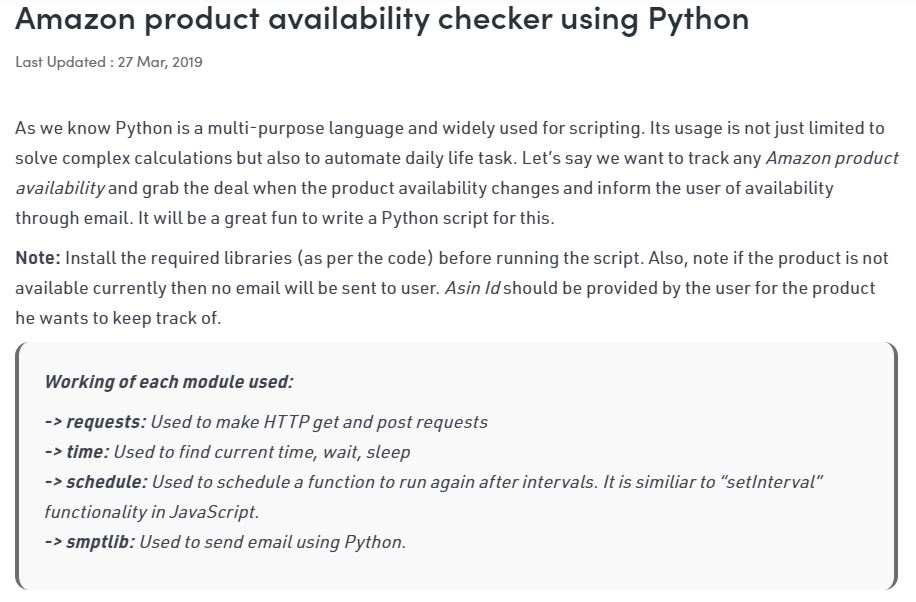 Amazon product availability checker using Python
Last Updated : 27 Mar, 2019
As we know Python is a multi-purpose language and widely used for scripting. Its usage is not just limited to
solve complex calculations but also to automate daily life task. Let’s say we want to track any Amazon product
availability and grab the deal when the product availability changes and inform the user of availability
through email. It will be a great fun to write a Python script for this.
Note: Install the required libraries (as per the code) before running the script. Also, note if the product is not
available currently then no email will be sent to user. Asin Id should be provided by the user for the product
he wants to keep track of.
Working of each module used:
-> requests: Used to make HTTP get and post requests
-> time: Used to find current time, wait, sleep
-> schedule: Used to schedule a function to run again after intervals. It is similiar to “setInterval”
functionality in JavaScript.
-> smptlib: Used to send email using Python.